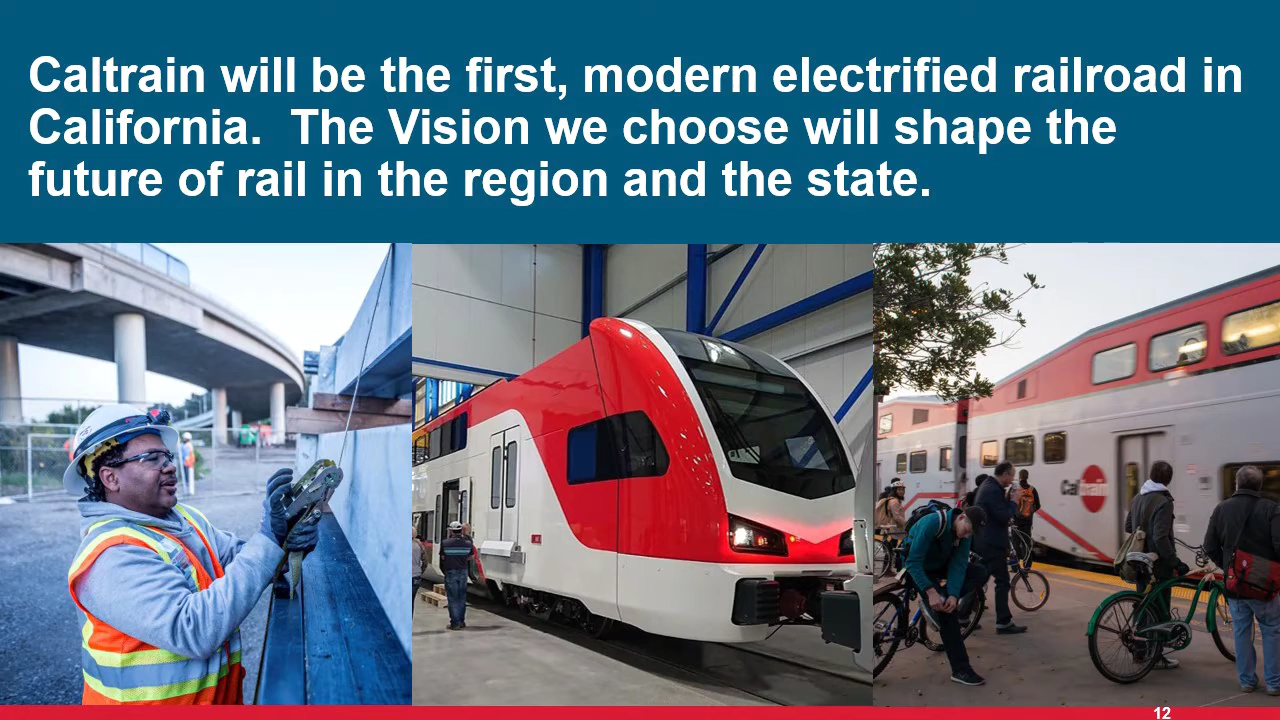 Caltrain will be the first, modern electrified railroad in
California.  The Vision we choose will shape the
future of rail in the region and the state.
Caltrain
12